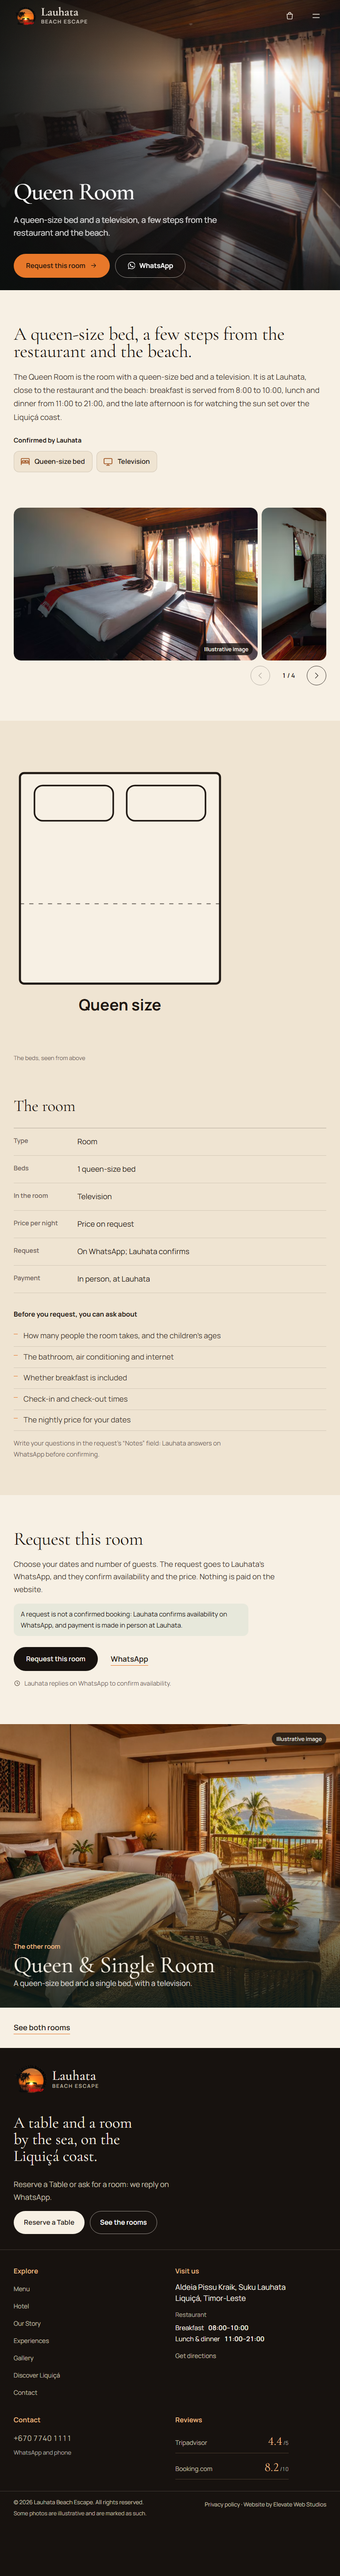 Lauhata
BEACH ESCAPE
Queen Room
A queen-size bed and a television, a few steps from the
restaurant and the beach.
Request this room →
WhatsApp
A queen-size bed, a few steps from the
restaurant and the beach.
The Queen Room is the room with a queen-size bed and a television. It is at Lauhata,
close to the restaurant and the beach: breakfast is served from 8:00 to 10:00, lunch and
dinner from 11:00 to 21:00, and the late afternoon is for watching the sun set over the
Liquiçá coast.
Confirmed by Lauhata
Queen-size bed
Television
Illustrative image
1 / 4
Queen size
The beds, seen from above
The room
Type Room
Beds 1 queen-size bed
In the room Television
Price per night Price on request
Request On WhatsApp; Lauhata confirms
Payment In person, at Lauhata
Before you request, you can ask about
— How many people the room takes, and the children's ages
— The bathroom, air conditioning and internet
— Whether breakfast is included
— Check-in and check-out times
— The nightly price for your dates
Write your questions in the request's "Notes" field: Lauhata answers on
WhatsApp before confirming.
Request this room
Choose your dates and number of guests. The request goes to Lauhata's
WhatsApp, and they confirm availability and the price. Nothing is paid on the
website.
A request is not a confirmed booking: Lauhata confirms availability on
WhatsApp, and payment is made in person at Lauhata.
Request this room
WhatsApp
Lauhata replies on WhatsApp to confirm availability.
Illustrative image
The other room
Queen & Single Room
A queen-size bed and a single bed, with a television.
See both rooms
Lauhata
BEACH ESCAPE
A table and a room
by the sea, on the
Liquiçá coast.
Reserve a Table or ask for a room: we reply on
WhatsApp.
Reserve a Table
See the rooms
Explore
Menu
Hotel
Our Story
Experiences
Gallery
Discover Liquiçá
Contact
Visit us
Aldeia Pissu Kraik, Suku Lauhata
Liquiçá, Timor-Leste
Restaurant
Breakfast 08:00–10:00
Lunch & dinner 11:00–21:00
Get directions
Contact
+670 7740 1111
WhatsApp and phone
Reviews
Tripadvisor 4.4 /5
Booking.com 8.2 /10
© 2026 Lauhata Beach Escape. All rights reserved.
Some photos are illustrative and are marked as such.
Privacy policy · Website by Elevate Web Studios